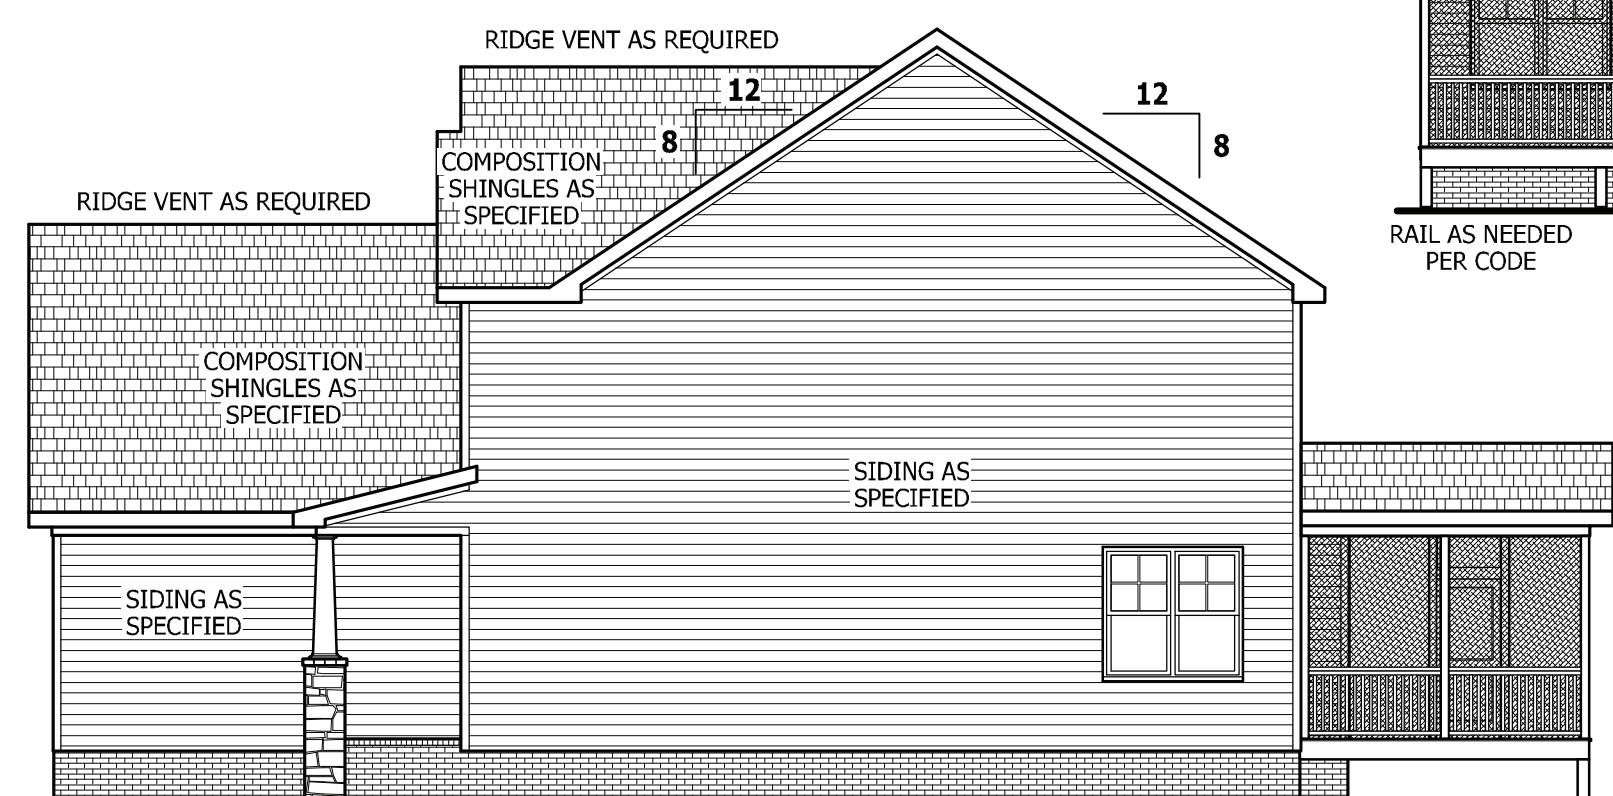 RIDGE VENT AS REQUIRED
12
12
8
8
COMPOSITION
SHINGLES AS
SPECIFIED
RIDGE VENT AS REQUIRED
RAIL AS NEEDED
PER CODE
COMPOSITION
SHINGLES AS
SPECIFIED
SIDING AS
SPECIFIED
SIDING AS
SPECIFIED